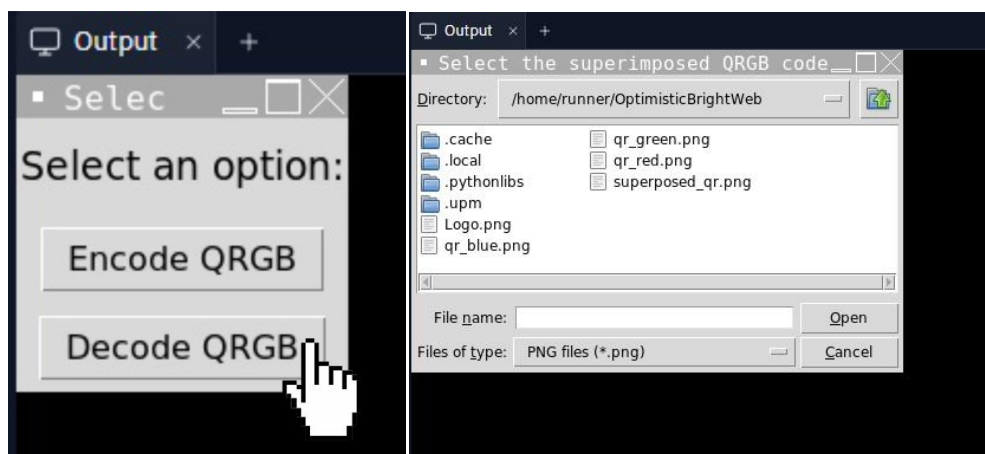 Output × +
Selec
Select an option:
Encode QRGB
Decode QRGB
Output × +
Select the superimposed QRGB code
Directory: /home/runner/OptimisticBrightWeb
.cache
.local
.pythonlibs
.upm
Logo.png
qr_blue.png
qr_green.png
qr_red.png
superposed_qr.png
File name: Open
Files of type: PNG files (*.png) Cancel